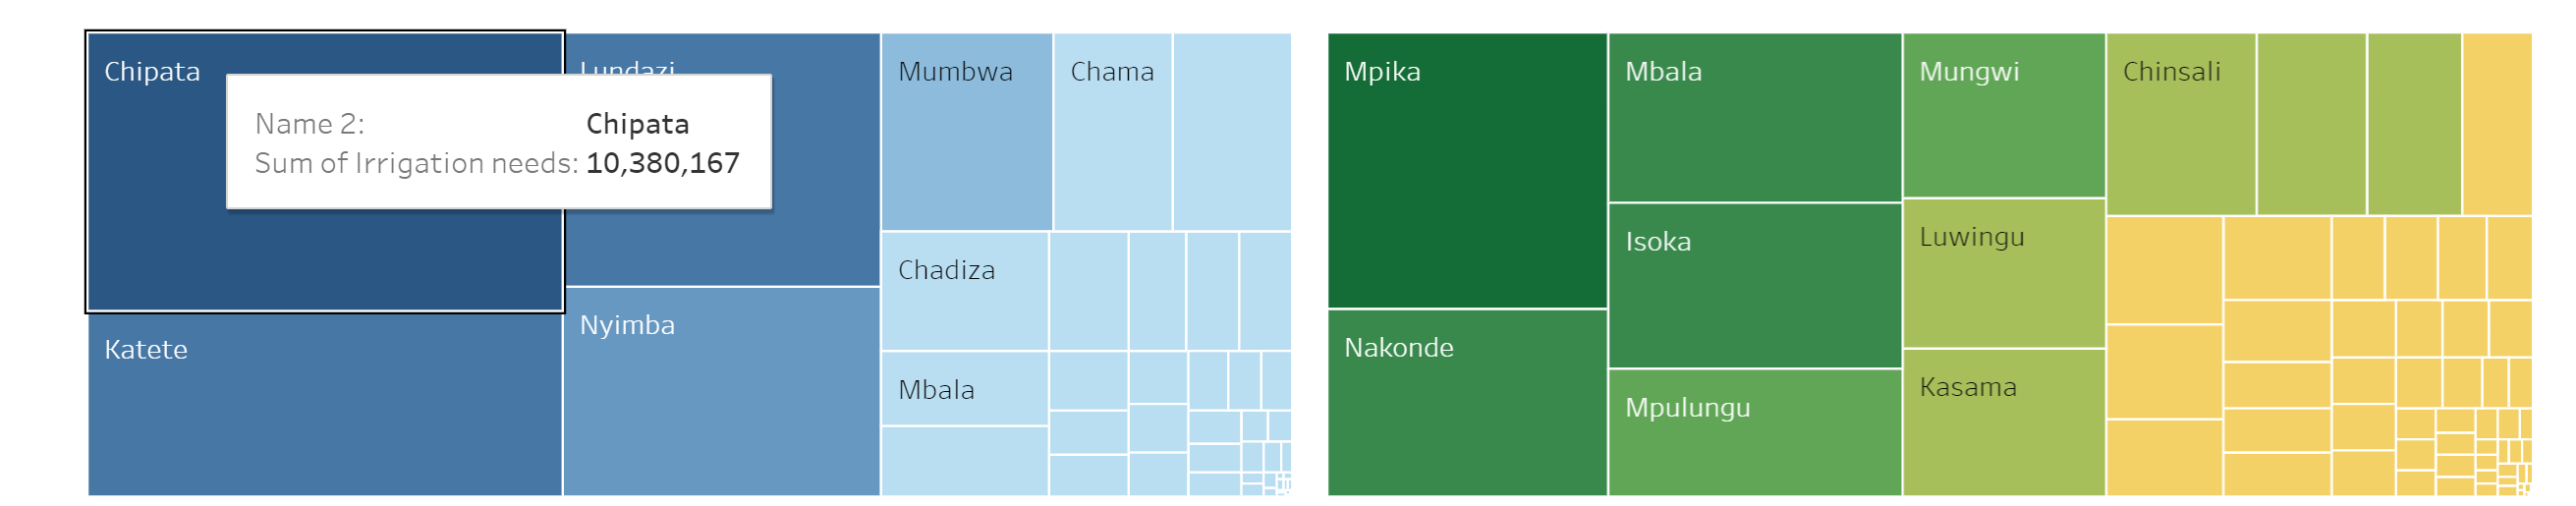 Chipata
Lundazi
Mumbwa
Chama
Name 2: Chipata
Sum of Irrigation needs: 10,380,167
Chadiza
Nyimba
Katete
Mbala
Mpika
Mbala
Mungwi
Chinsali
Isoka
Luwingu
Nakonde
Kasama
Mpulungu